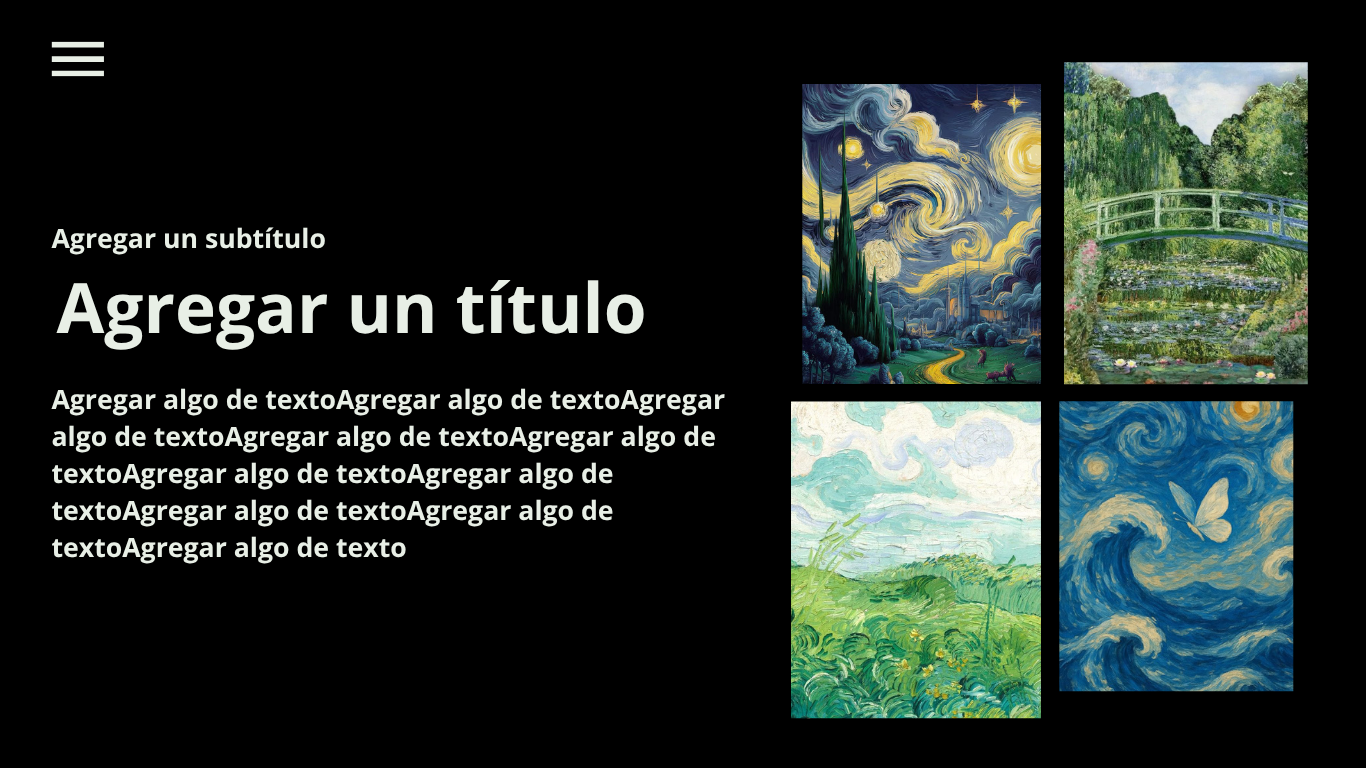 Agregar un subtítulo
Agregar un título
Agregar algo de textoAgregar algo de textoAgregar
algo de textoAgregar algo de textoAgregar algo de
textoAgregar algo de textoAgregar algo de
textoAgregar algo de textoAgregar algo de
textoAgregar algo de texto